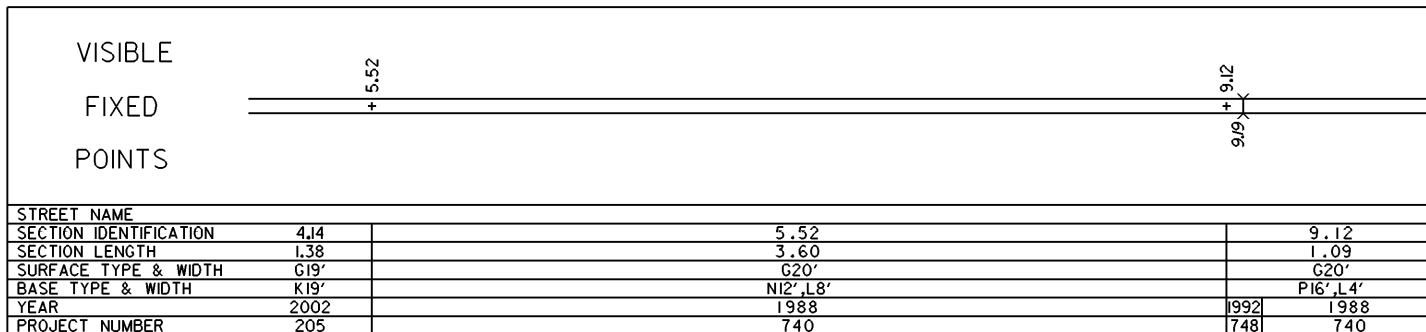 VISIBLE
FIXED
POINTS
5.52
9.12
9.19
STREET NAME
SECTION IDENTIFICATION 4.14 5.52 9.12
SECTION LENGTH 1.38 3.60 1.09
SURFACE TYPE & WIDTH G19' G20' G20'
BASE TYPE & WIDTH K19' N12',L8' P16',L4'
YEAR 2002 1988 1992 1988
PROJECT NUMBER 205 740 748 740